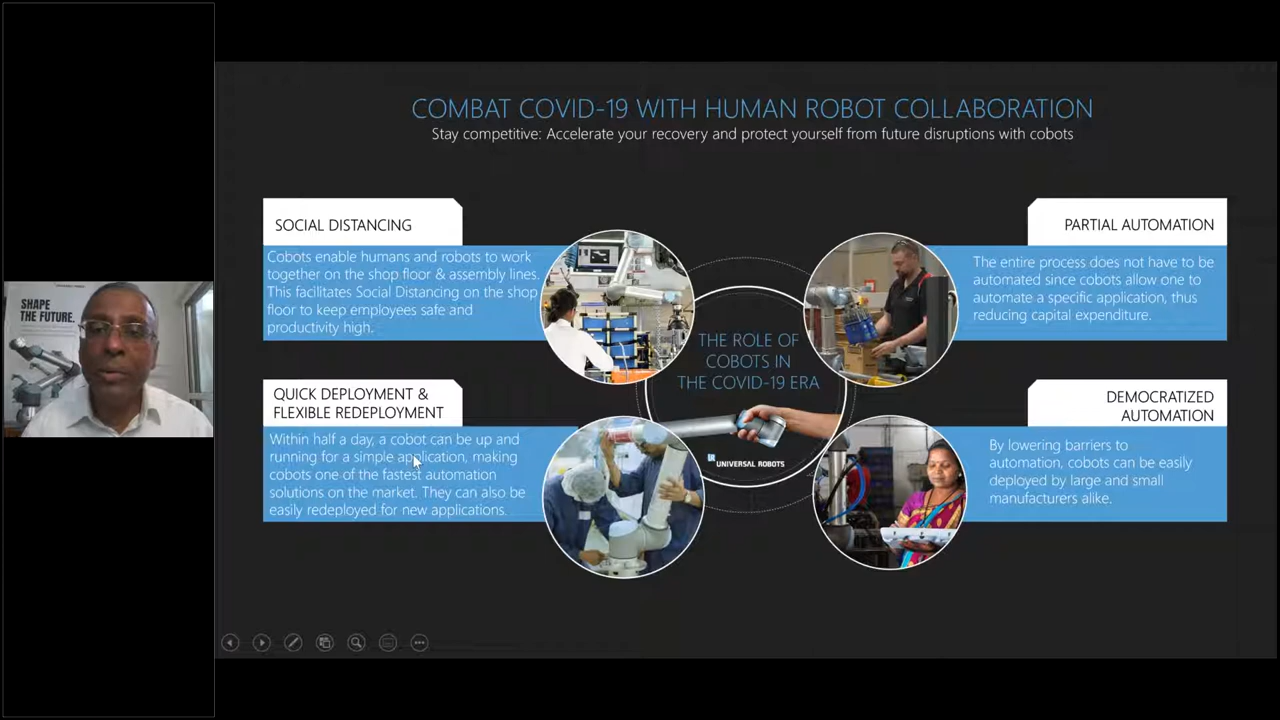 COMBAT COVID-19 WITH HUMAN ROBOT COLLABORATION
Stay competitive: Accelerate your recovery and protect yourself from future disruptions with cobots
SOCIAL DISTANCING
Cobots enable humans and robots to work
together on the shop floor & assembly lines.
This facilitates Social Distancing on the shop
floor to keep employees safe and
productivity high.
PARTIAL AUTOMATION
The entire process does not have to be
automated since cobots allow one to
automate a specific application, thus
reducing capital expenditure.
THE ROLE OF
COBOTS IN
THE COVID-19 ERA
UNIVERSAL ROBOTS
QUICK DEPLOYMENT &
FLEXIBLE REDEPLOYMENT
Within half a day, a cobot can be up and
running for a simple application, making
cobots one of the fastest automation
solutions on the market. They can also be
easily redeployed for new applications.
DEMOCRATIZED
AUTOMATION
By lowering barriers to
automation, cobots can be easily
deployed by large and small
manufacturers alike.
SHAPE
THE FUTURE.